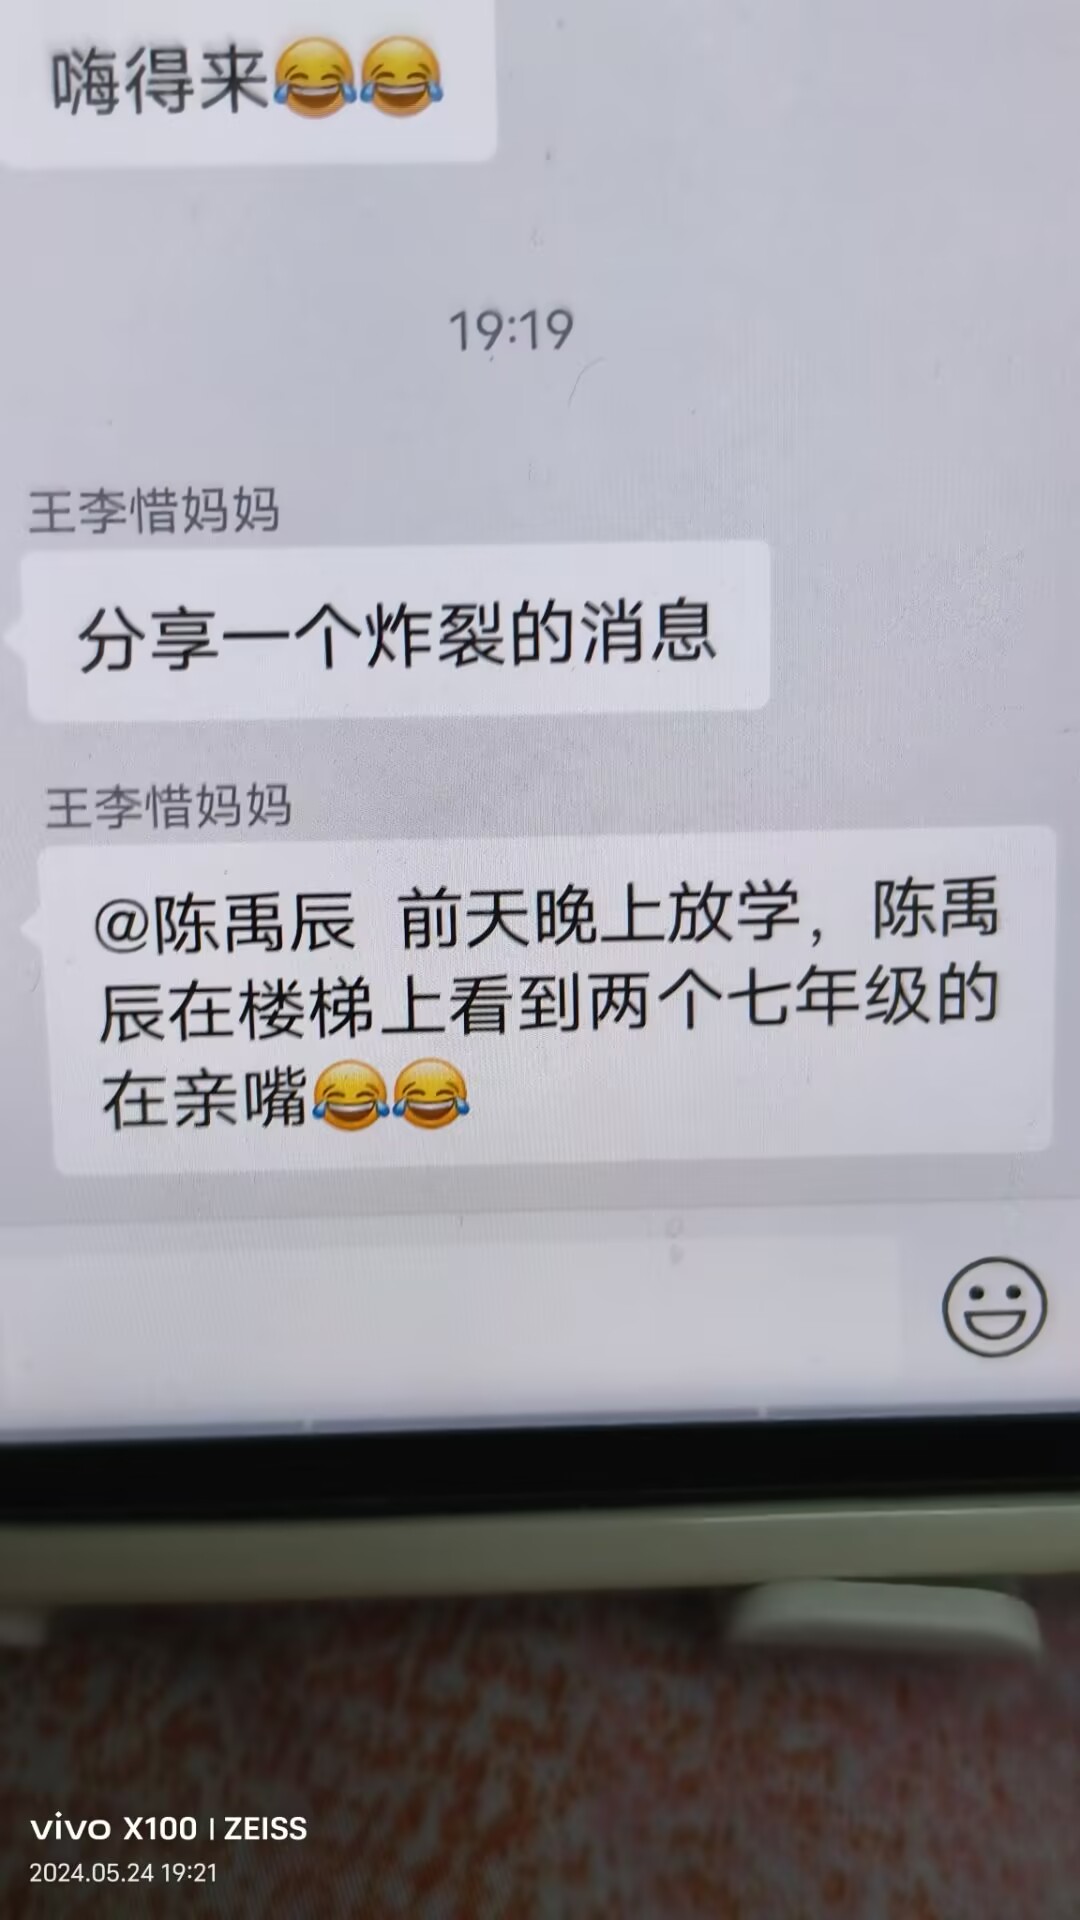 嗨得来😂😂
19:19
王李惜妈妈
分享一个炸裂的消息
王李惜妈妈
@陈禹辰 前天晚上放学，陈禹
辰在楼梯上看到两个七年级的
在亲嘴😂😂
vivo X100 | ZEISS
2024.05.24 19:21